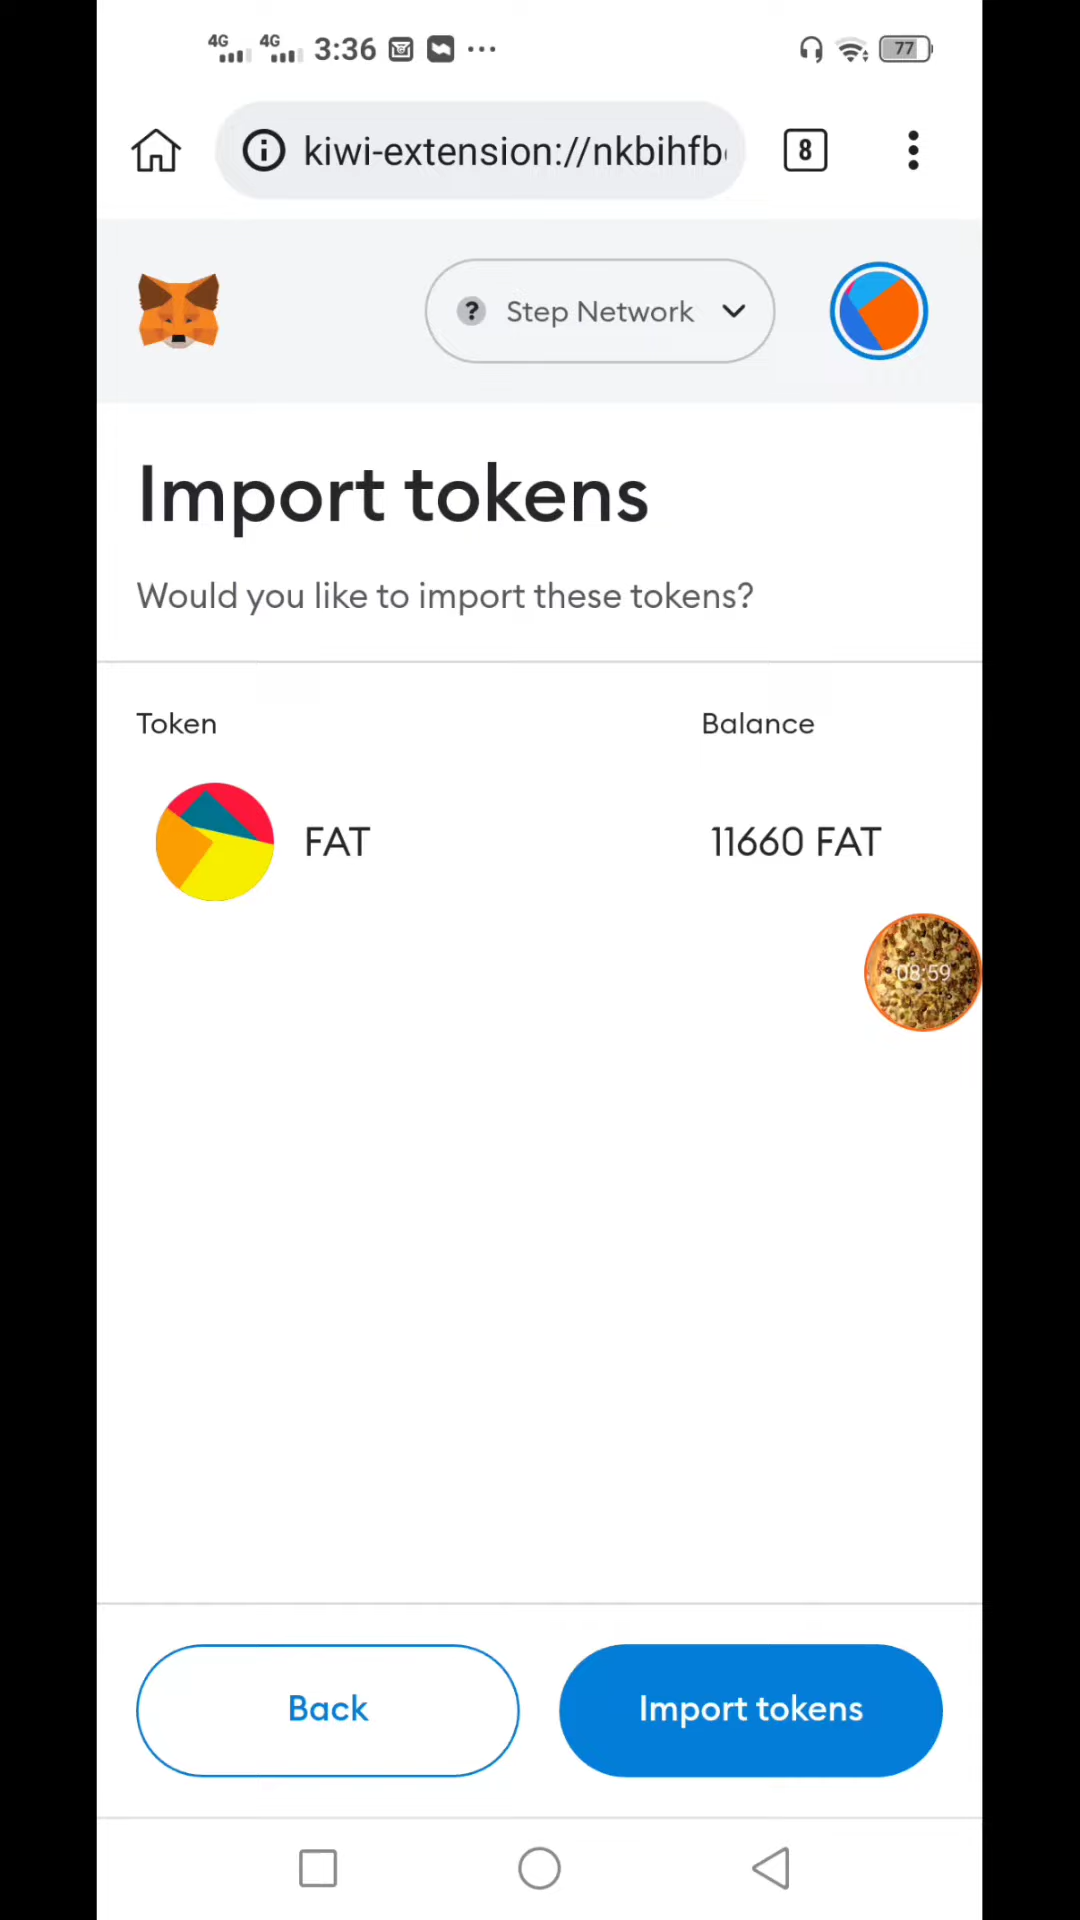 4G 4G 3:36 ... 77
kiwi-extension://nkbihfb
8
? Step Network
Import tokens
Would you like to import these tokens?
Token Balance
FAT 11660 FAT
08:59
Back Import tokens